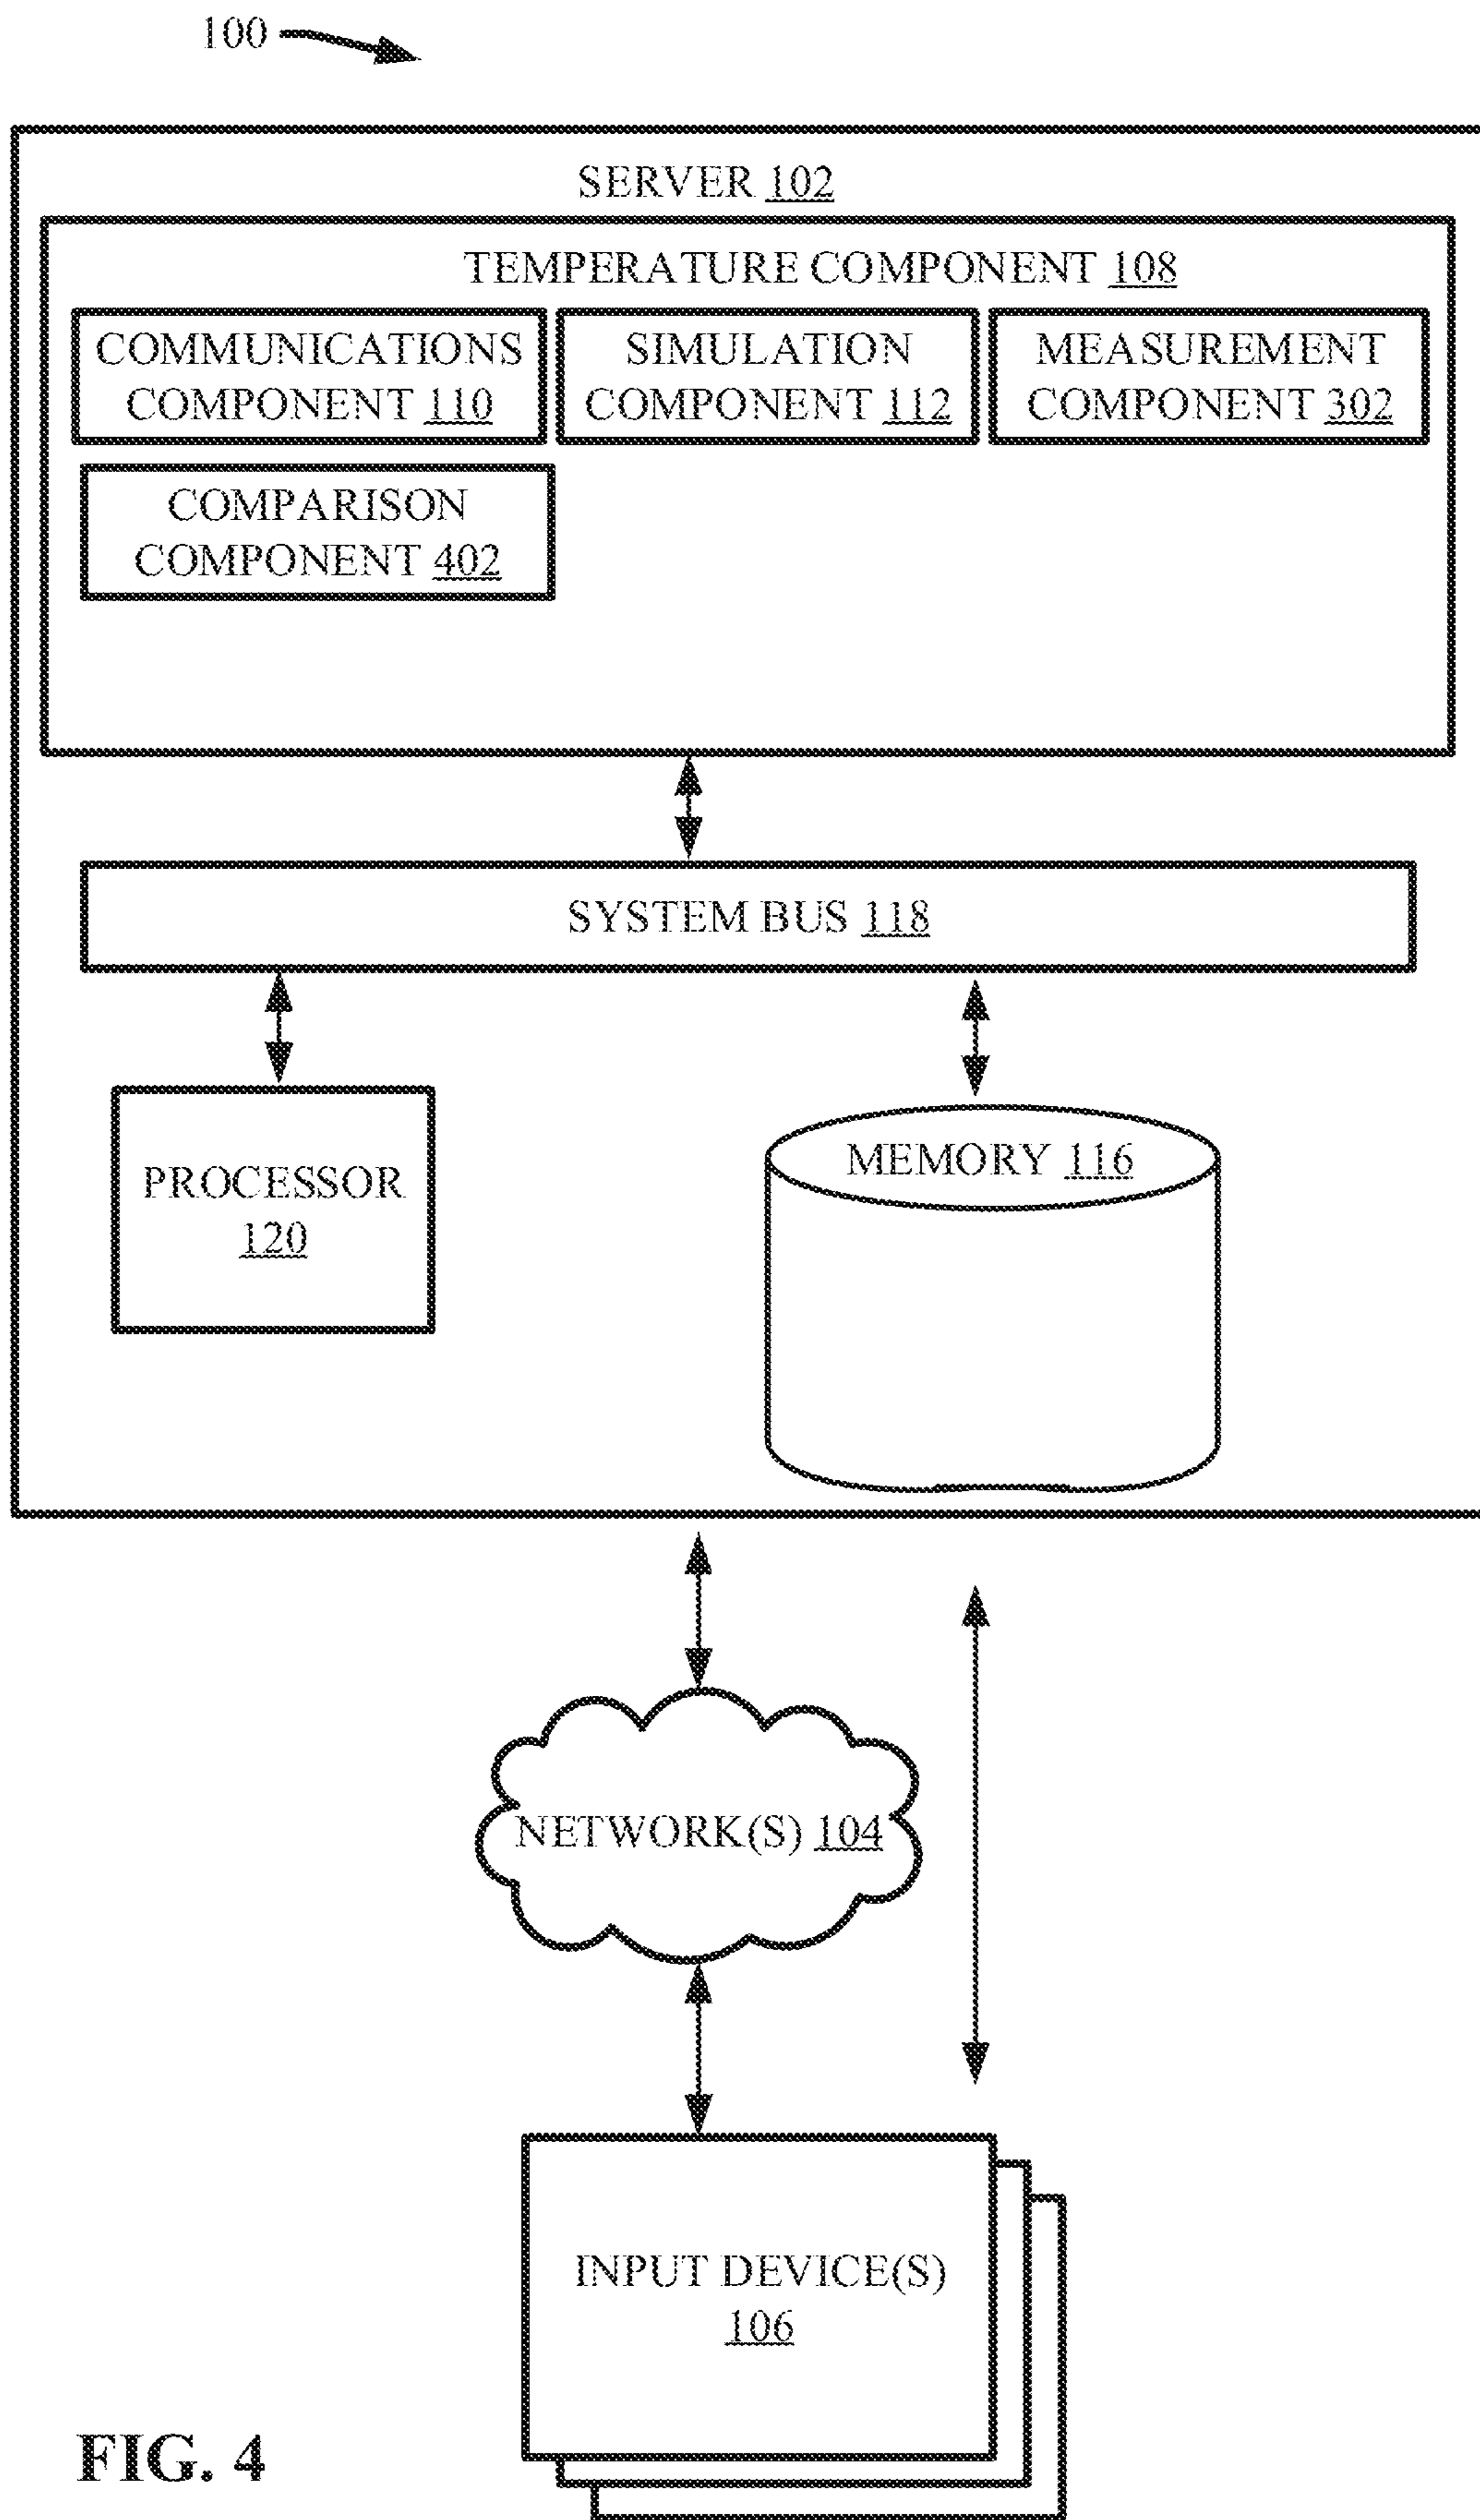 100
SERVER 102
TEMPERATURE COMPONENT 108
COMMUNICATIONS
COMPONENT 110
SIMULATION
COMPONENT 112
MEASUREMENT
COMPONENT 302
COMPARISON
COMPONENT 402
SYSTEM BUS 118
PROCESSOR
120
MEMORY 116
NETWORK(S) 104
INPUT DEVICE(S)
106
FIG. 4